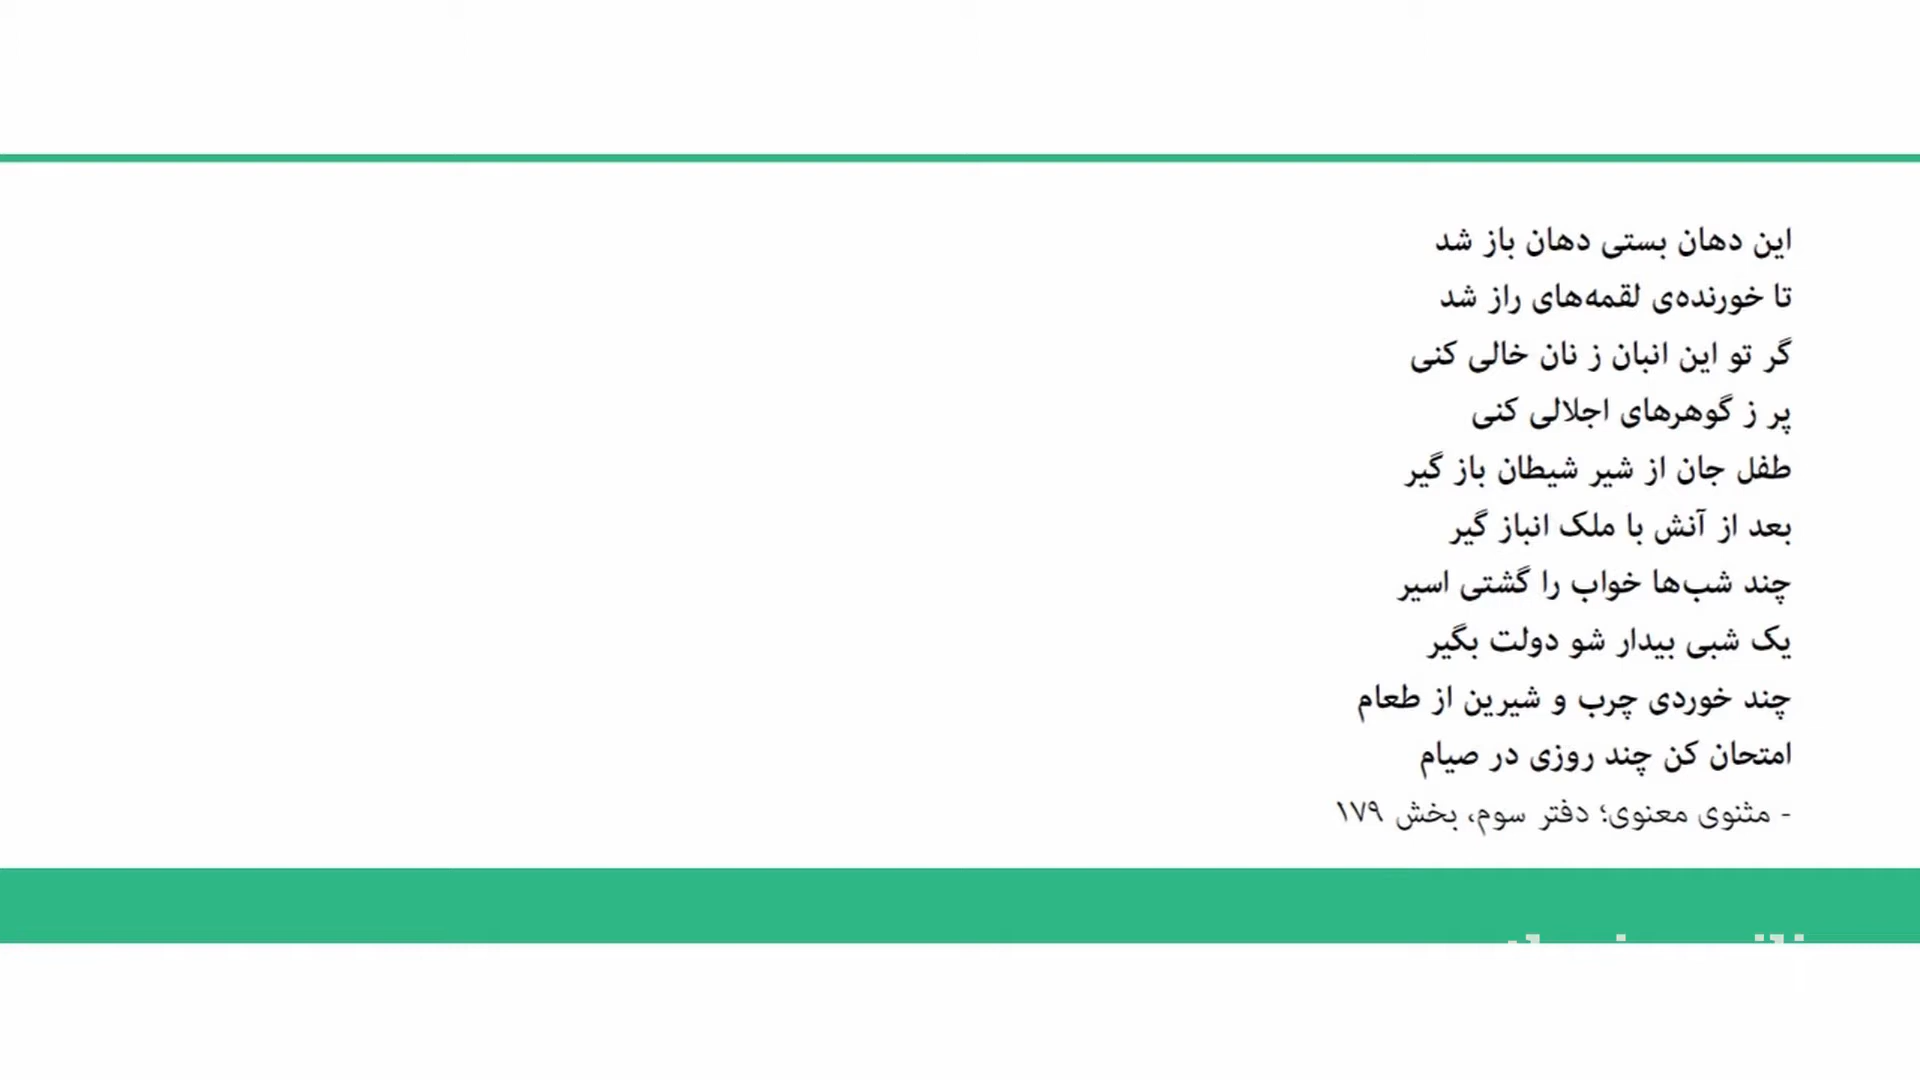 این دهان بستی دهان باز شد
تا خورنده‌ی لقمه‌های راز شد
گر تو این انبان ز نان خالی کنی
پر ز گوهرهای اجلالی کنی
طفل جان از شیر شیطان باز گیر
بعد از آنش با ملک انباز گیر
چند شب‌ها خواب را گشتی اسیر
یک شبی بیدار شو دولت بگیر
چند خوردی چرب و شیرین از طعام
امتحان کن چند روزی در صیام
- مثنوی معنوی؛ دفتر سوم، بخش ۱۷۹